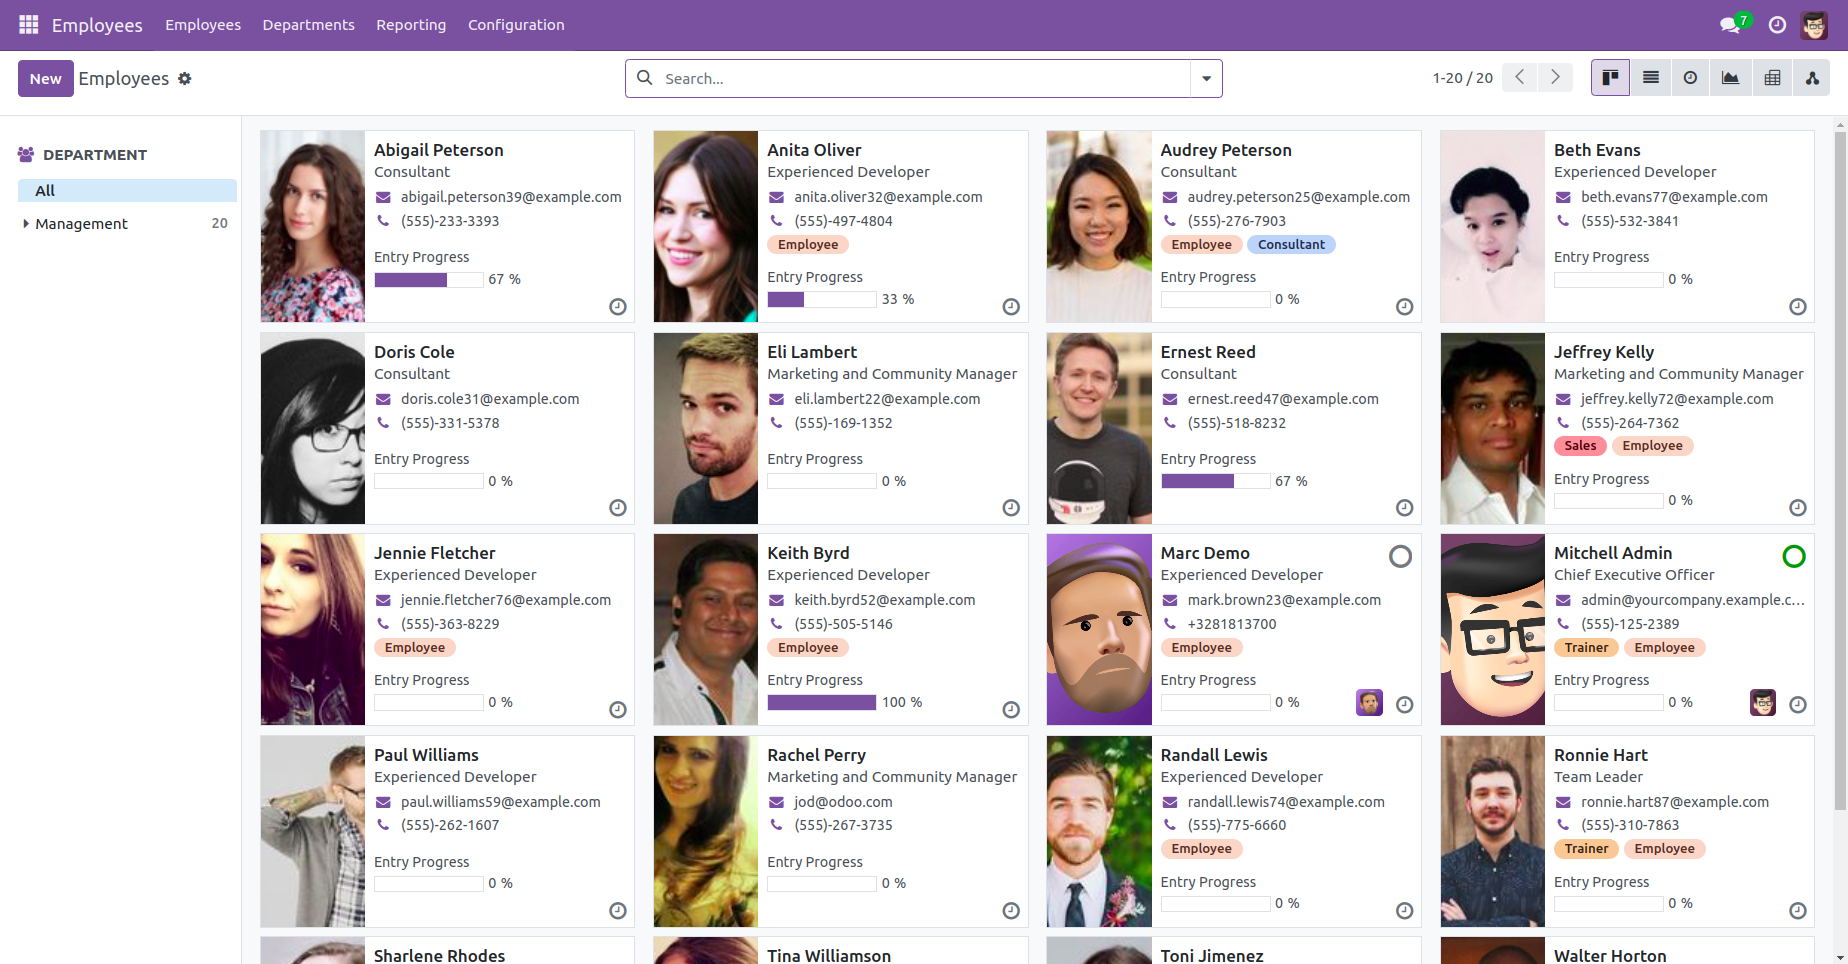 Employees Employees Departments Reporting Configuration 7
New Employees Search... 1-20 / 20
DEPARTMENT
All
Management 20
Abigail Peterson
Consultant
abigail.peterson39@example.com
(555)-233-3393
Entry Progress
67 %
Anita Oliver
Experienced Developer
anita.oliver32@example.com
(555)-497-4804
Employee
Entry Progress
33 %
Audrey Peterson
Consultant
audrey.peterson25@example.com
(555)-276-7903
Employee Consultant
Entry Progress
0 %
Beth Evans
Experienced Developer
beth.evans77@example.com
(555)-532-3841
Entry Progress
0 %
Doris Cole
Consultant
doris.cole31@example.com
(555)-331-5378
Entry Progress
0 %
Eli Lambert
Marketing and Community Manager
eli.lambert22@example.com
(555)-169-1352
Entry Progress
0 %
Ernest Reed
Consultant
ernest.reed47@example.com
(555)-518-8232
Entry Progress
67 %
Jeffrey Kelly
Marketing and Community Manager
jeffrey.kelly72@example.com
(555)-264-7362
Sales Employee
Entry Progress
0 %
Jennie Fletcher
Experienced Developer
jennie.fletcher76@example.com
(555)-363-8229
Employee
Entry Progress
0 %
Keith Byrd
Experienced Developer
keith.byrd52@example.com
(555)-505-5146
Employee
Entry Progress
100 %
Marc Demo
Experienced Developer
mark.brown23@example.com
+3281813700
Employee
Entry Progress
0 %
Mitchell Admin
Chief Executive Officer
admin@yourcompany.example.c...
(555)-125-2389
Trainer Employee
Entry Progress
0 %
Paul Williams
Experienced Developer
paul.williams59@example.com
(555)-262-1607
Entry Progress
0 %
Rachel Perry
Marketing and Community Manager
jod@odoo.com
(555)-267-3735
Entry Progress
0 %
Randall Lewis
Experienced Developer
randall.lewis74@example.com
(555)-775-6660
Employee
Entry Progress
0 %
Ronnie Hart
Team Leader
ronnie.hart87@example.com
(555)-310-7863
Trainer Employee
Entry Progress
0 %
Sharlene Rhodes
Tina Williamson
Toni Jimenez
Walter Horton